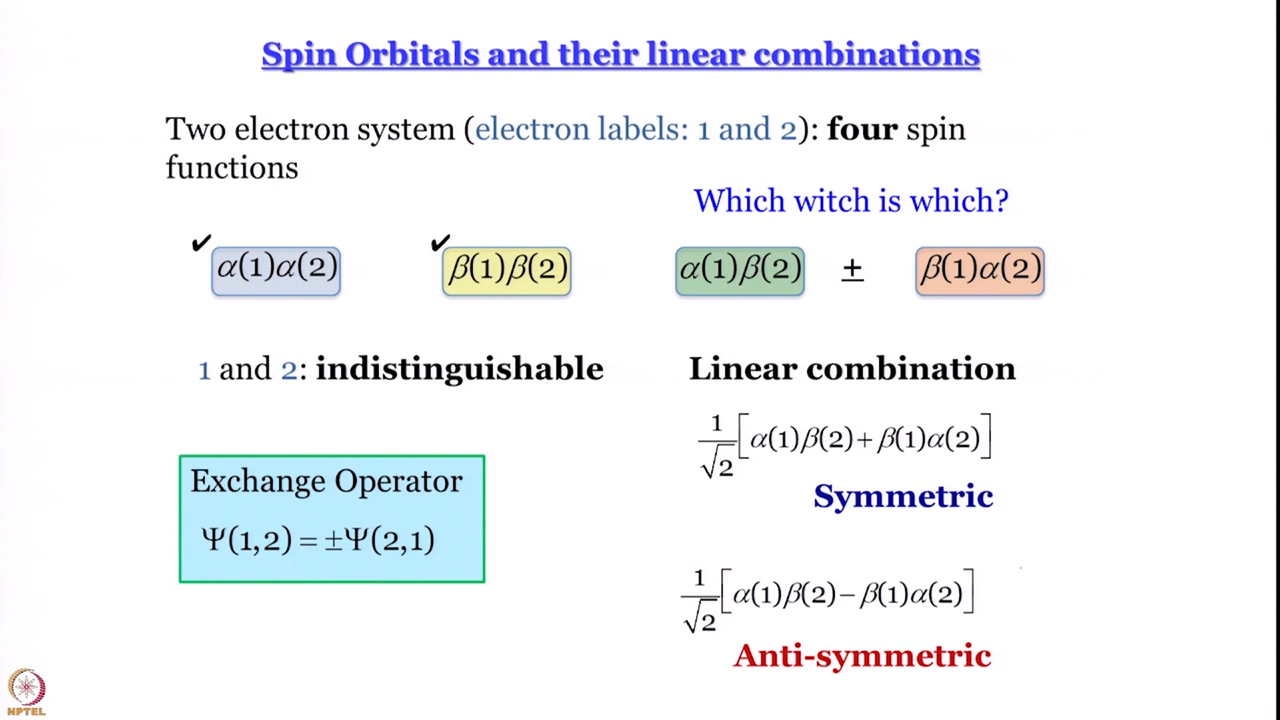 Spin Orbitals and their linear combinations
Two electron system (electron labels: 1 and 2): four spin
functions
Which witch is which?
✔ α(1)α(2) ✔ β(1)β(2) α(1)β(2) ± β(1)α(2)
1 and 2: indistinguishable
Linear combination
1/√2 [α(1)β(2)+β(1)α(2)]
Symmetric
Exchange Operator
Ψ(1,2) = ±Ψ(2,1)
1/√2 [α(1)β(2)−β(1)α(2)]
Anti-symmetric
NPTEL